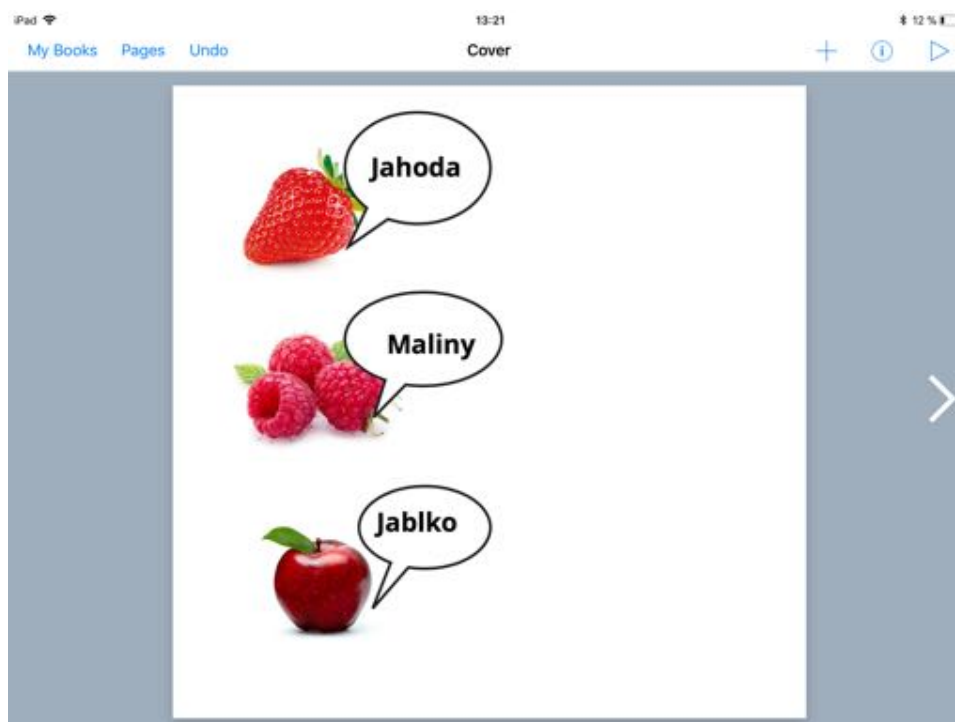 iPad 13:21 12 %
My Books Pages Undo Cover
Jahoda
Maliny
Jablko